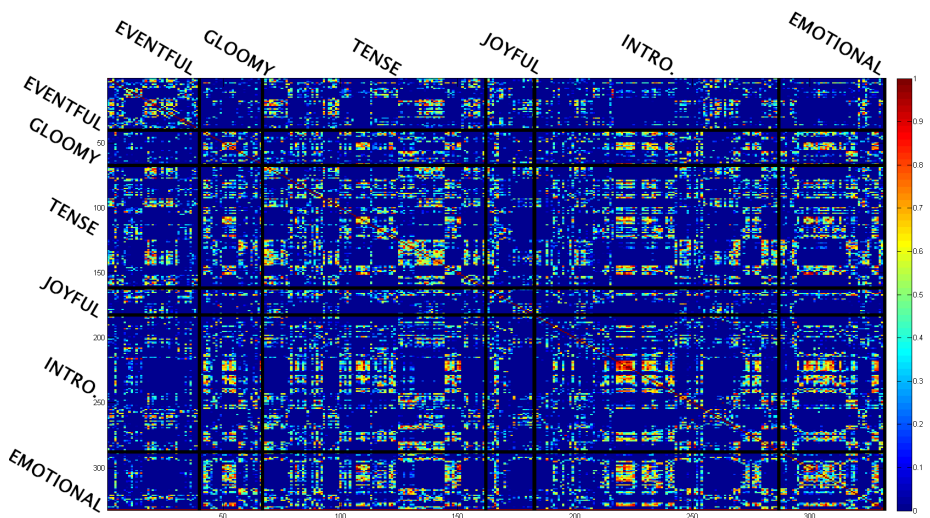 EVENTFUL
GLOOMY
TENSE
JOYFUL
INTRO.
EMOTIONAL
EVENTFUL
GLOOMY
TENSE
JOYFUL
INTRO.
EMOTIONAL
50
100
150
200
250
300
50
100
150
200
250
300
1
0.9
0.8
0.7
0.6
0.5
0.4
0.3
0.2
0.1
0